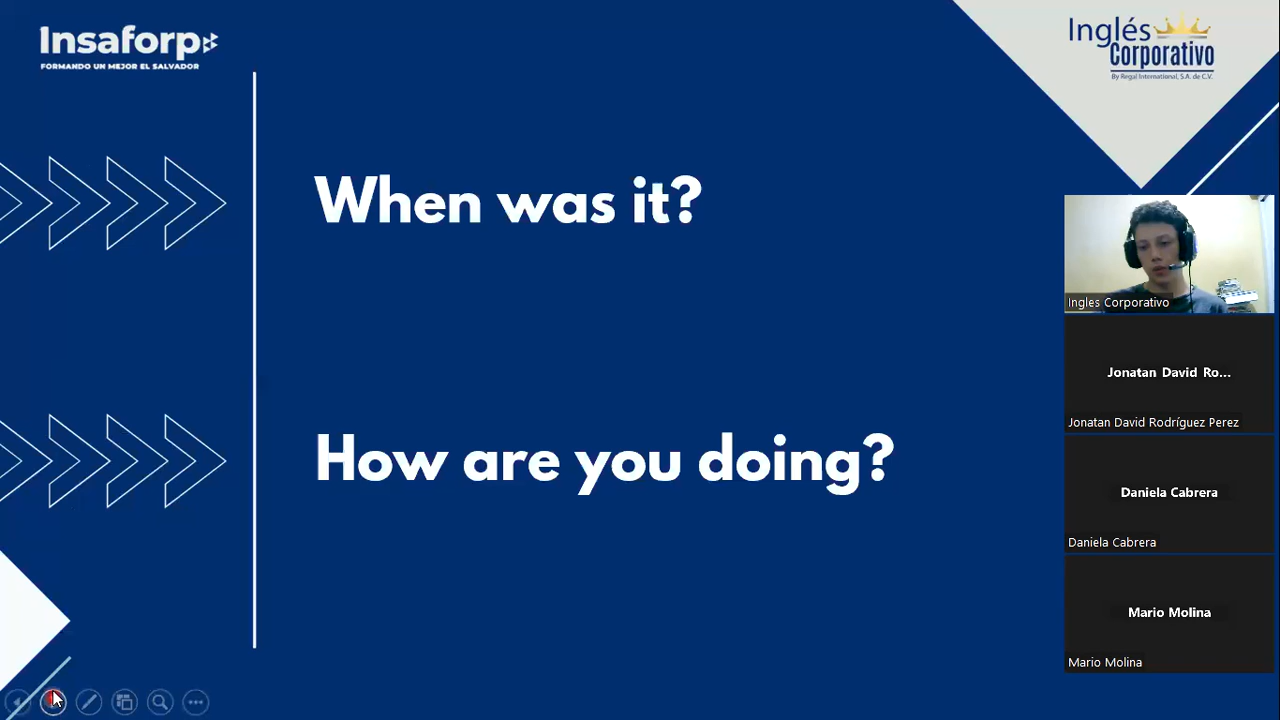 Insaforp
FORMANDO UN MEJOR EL SALVADOR
Inglés
Corporativo
By Regal International, S.A. de C.V.
When was it?
How are you doing?
Ingles Corporativo
Jonatan David Ro...
Jonatan David Rodríguez Perez
Daniela Cabrera
Daniela Cabrera
Mario Molina
Mario Molina